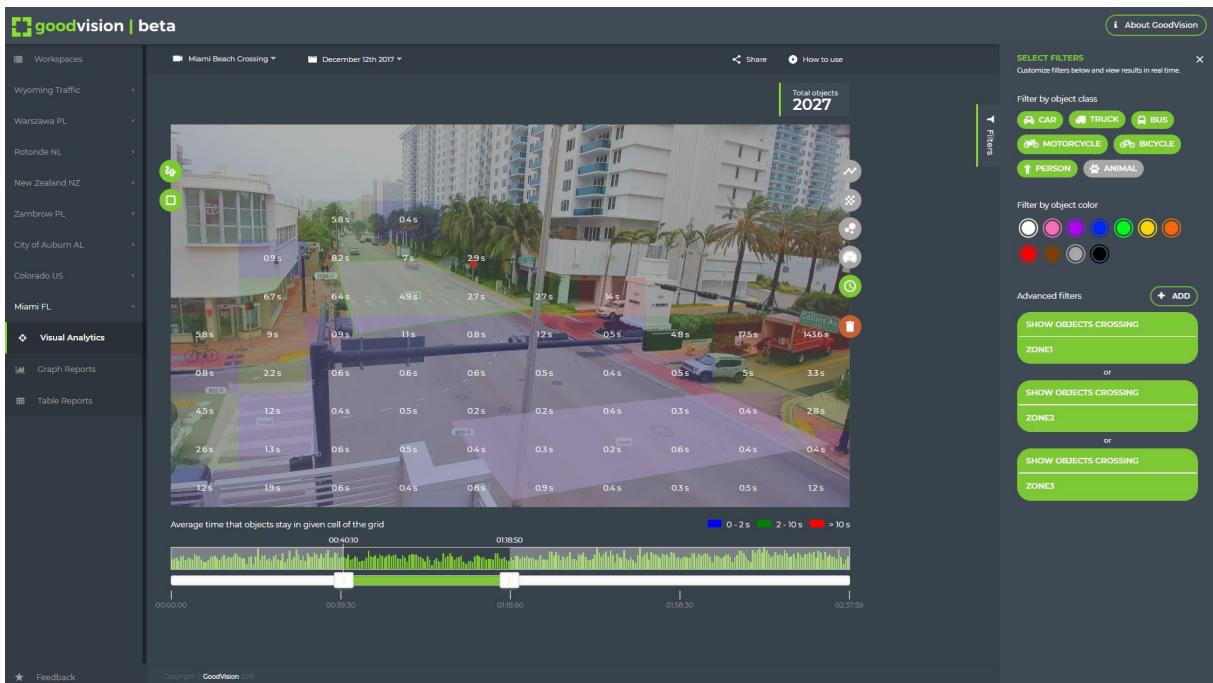 goodvision | beta
i About GoodVision
Workspaces
Wyoming Traffic
Warszawa PL
Rotonde NL
New Zealand NZ
Zambrow PL
City of Auburn AL
Colorado US
Miami FL
Visual Analytics
Graph Reports
Table Reports
Feedback
Miami Beach Crossing
December 12th 2017
Share
How to use
Total objects
2027
5.8 s 0.4 s
0.9 s 8.2 s 7 s 2.9 s
6.7 s 6.4 s 4.9 s 2.7 s 2.7 s 14 s
Collins Av
5.8 s 9 s 0.9 s 1.1 s 0.8 s 1.2 s 0.5 s 4.8 s 17.5 s 143.6 s
0.8 s 2.2 s 0.6 s 0.6 s 0.6 s 0.5 s 0.4 s 0.5 s 5 s 3.3 s
4.5 s 1.2 s 0.4 s 0.5 s 0.2 s 0.2 s 0.4 s 0.3 s 0.4 s 2.8 s
2.6 s 1.3 s 0.6 s 0.5 s 0.4 s 0.3 s 0.2 s 0.6 s 0.4 s 0.4 s
1.2 s 1.9 s 0.6 s 0.4 s 0.6 s 0.9 s 0.4 s 0.3 s 0.5 s 1.2 s
Average time that objects stay in given cell of the grid
0 - 2 s 2 - 10 s > 10 s
00:40:10 01:18:50
00:00:00 00:39:30 01:18:60 01:58:30 02:37:59
Copyright © GoodVision 2018
Filters
SELECT FILTERS
Customize filters below and view results in real time.
Filter by object class
CAR TRUCK BUS
MOTORCYCLE BICYCLE
PERSON ANIMAL
Filter by object color
Advanced filters
+ ADD
SHOW OBJECTS CROSSING
ZONE1
or
SHOW OBJECTS CROSSING
ZONE2
or
SHOW OBJECTS CROSSING
ZONE3